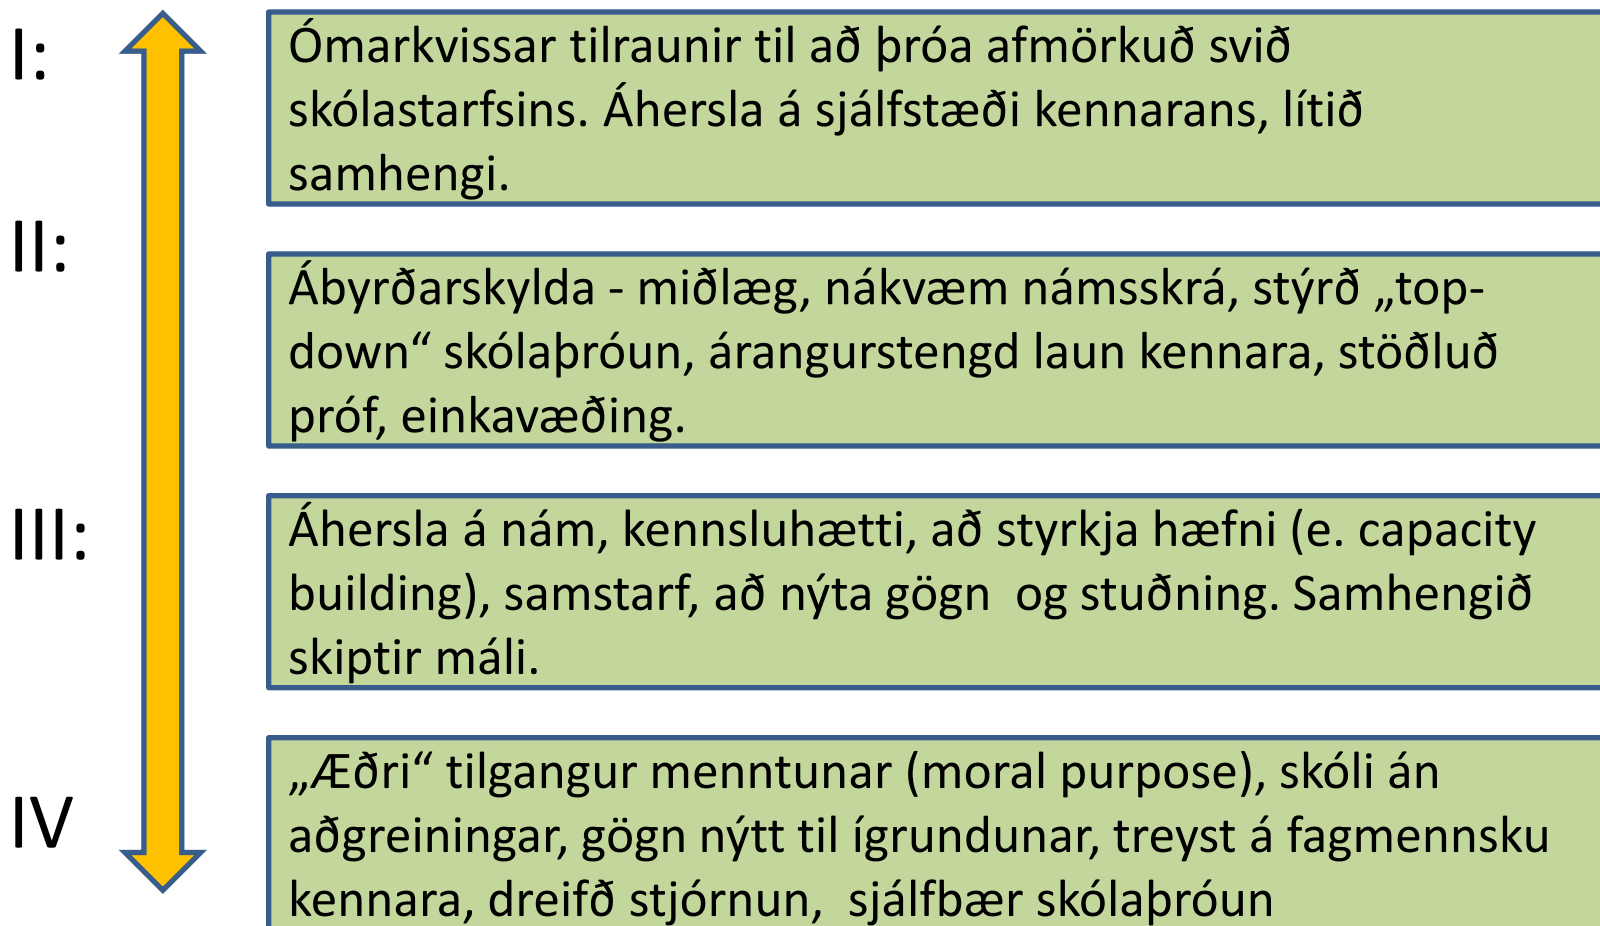 I:
Ómarkvissar tilraunir til að þróa afmörkuð svið
skólastarfsins. Áhersla á sjálfstæði kennarans, lítið
samhengi.
II:
Ábyrðarskylda - miðlæg, nákvæm námsskrá, stýrð „top-
down“ skólaþróun, árangurstengd laun kennara, stöðluð
próf, einkavæðing.
III:
Áhersla á nám, kennsluhætti, að styrkja hæfni (e. capacity
building), samstarf, að nýta gögn  og stuðning. Samhengið
skiptir máli.
IV
„Æðri“ tilgangur menntunar (moral purpose), skóli án
aðgreiningar, gögn nýtt til ígrundunar, treyst á fagmennsku
kennara, dreifð stjórnun,  sjálfbær skólaþróun